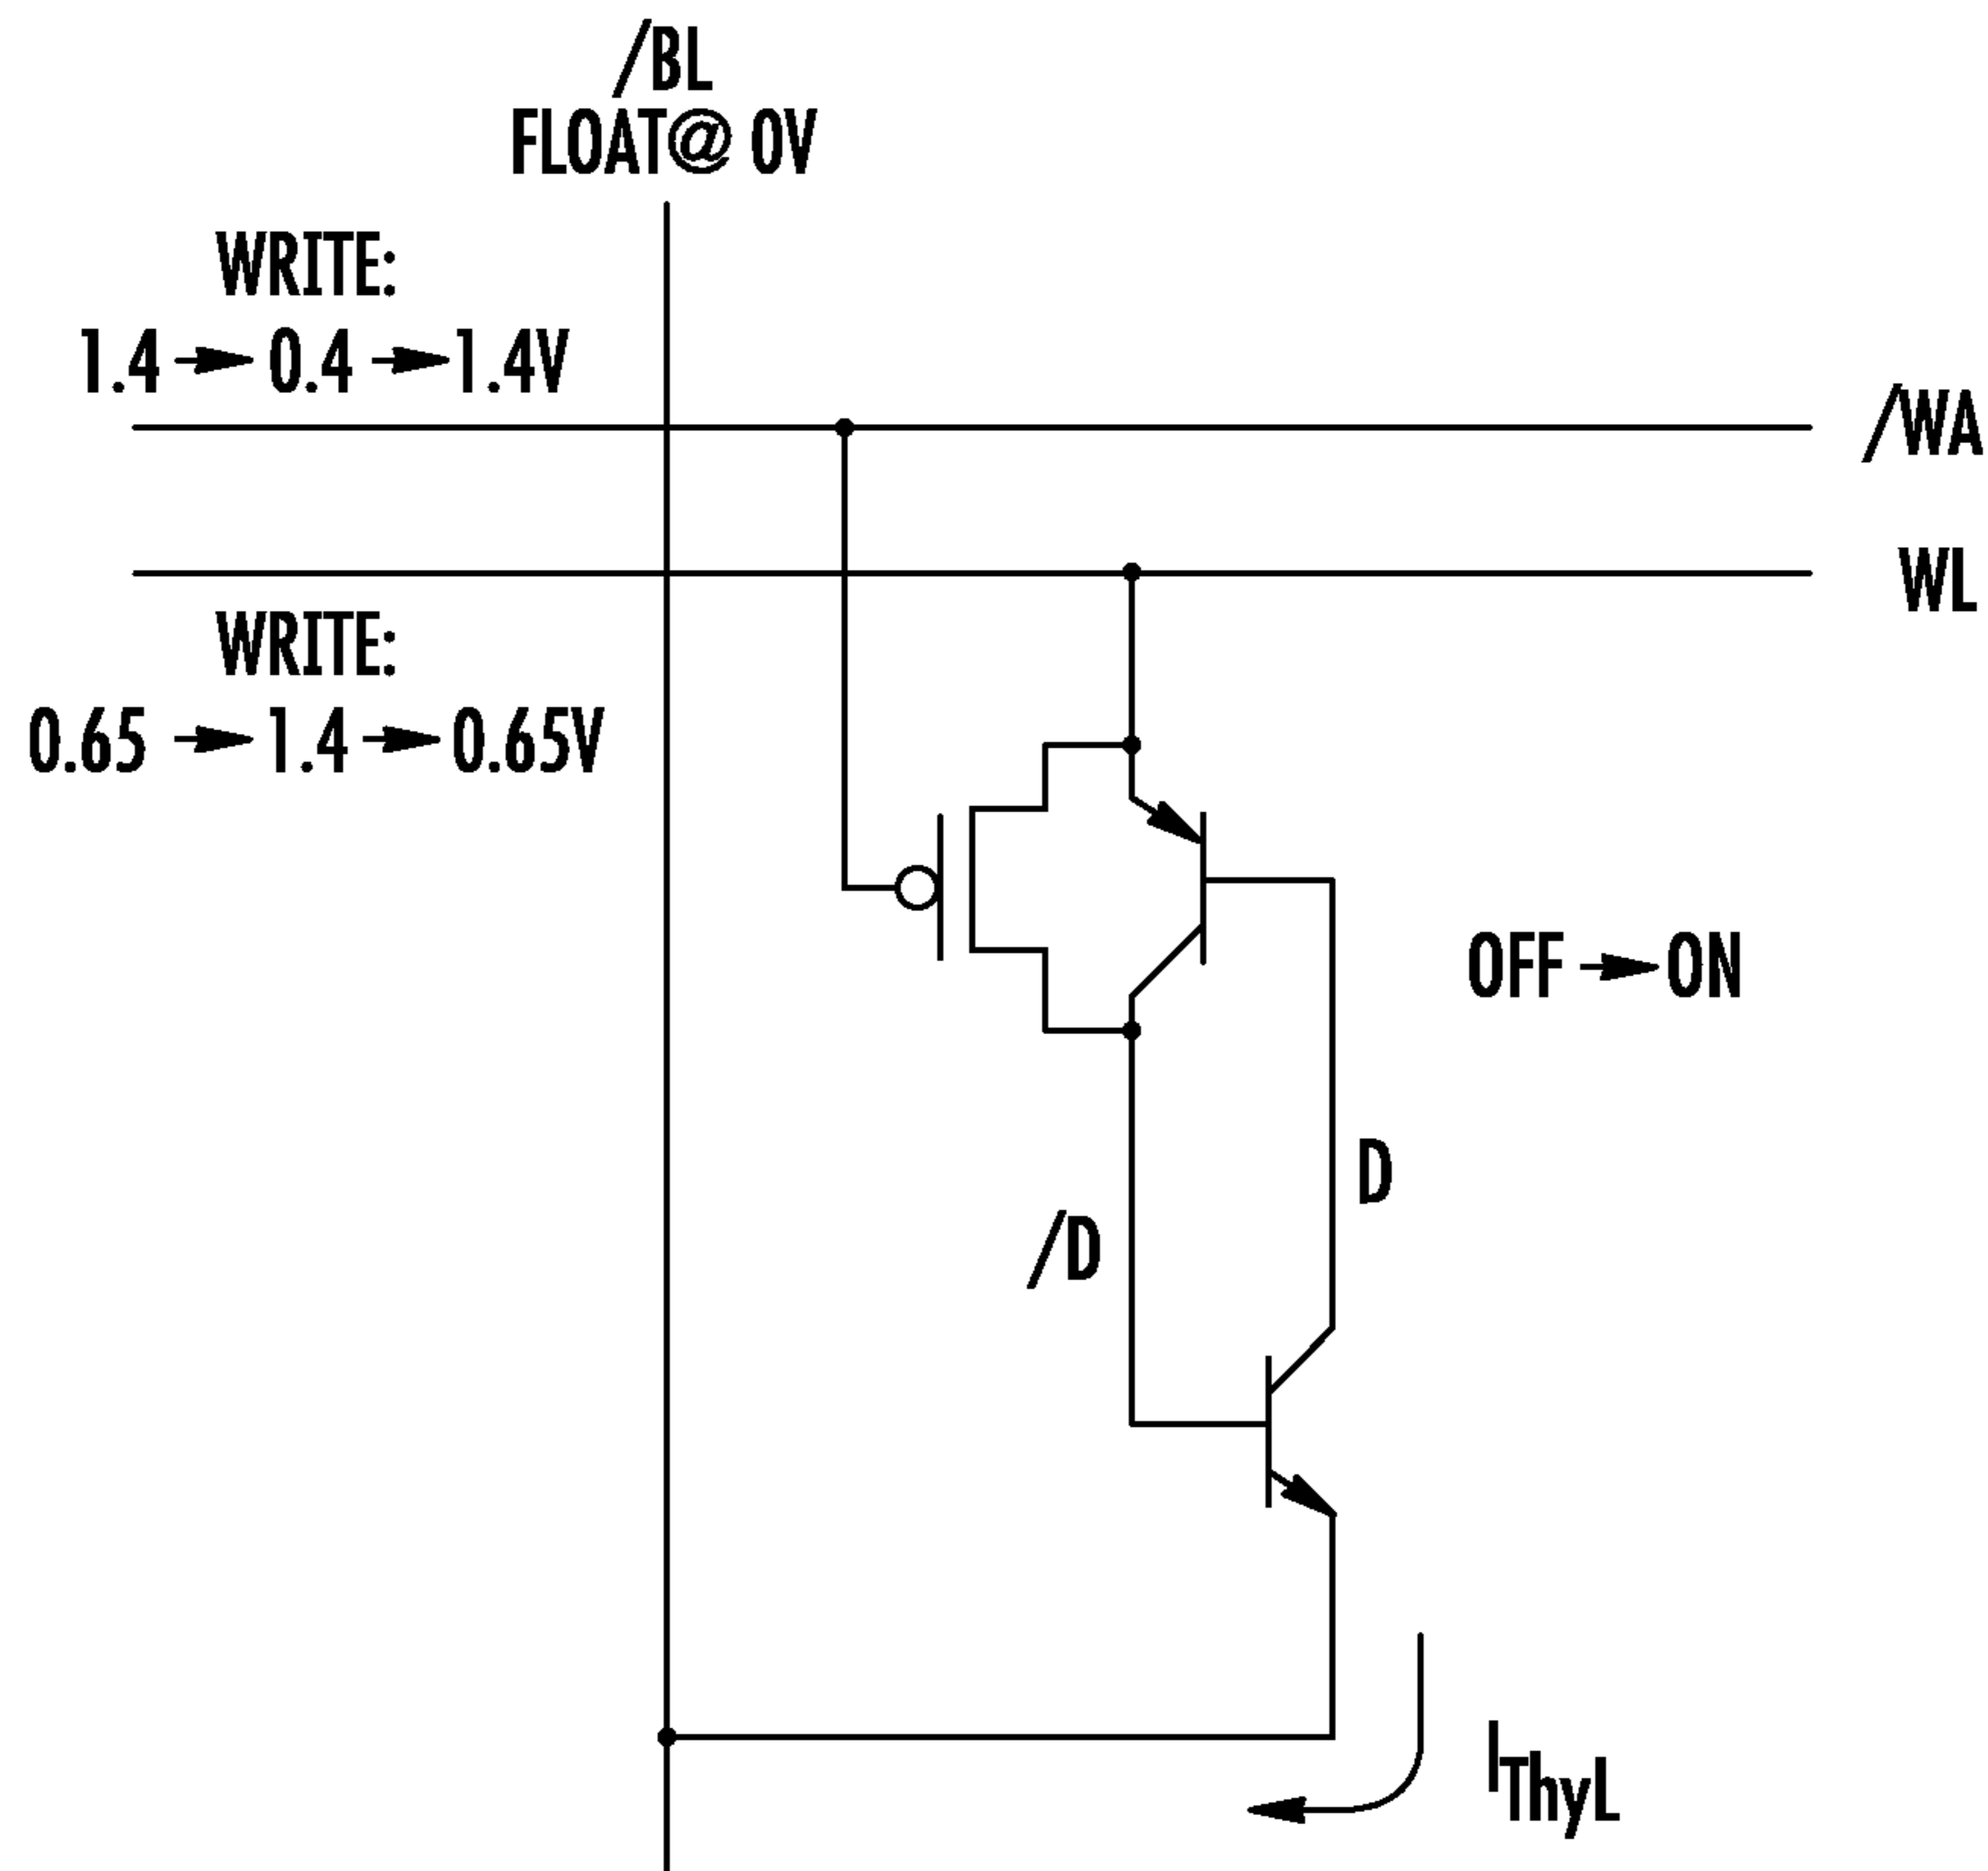 /BL
FLOAT@ 0V
WRITE:
1.4→0.4→1.4V
/WA
WL
WRITE:
0.65→1.4→0.65V
OFF→ON
D
/D
IThyL